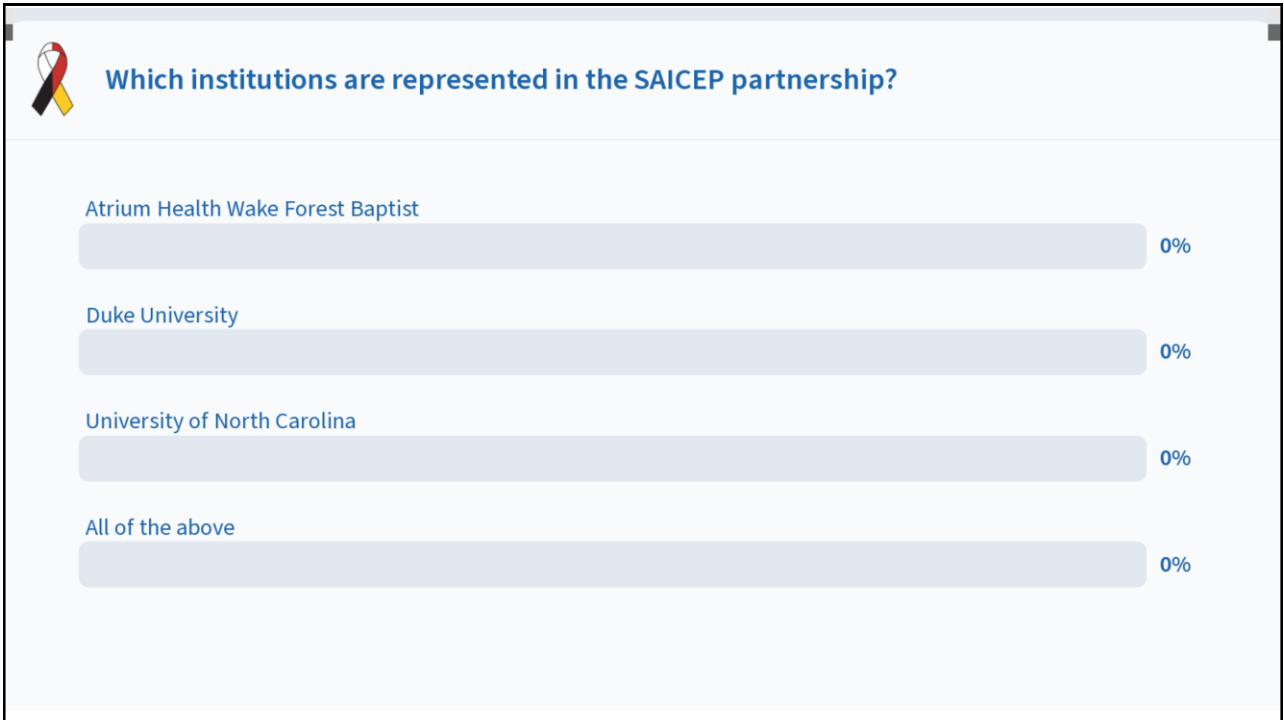 Which institutions are represented in the SAICEP partnership?
Atrium Health Wake Forest Baptist
0%
Duke University
0%
University of North Carolina
0%
All of the above
0%